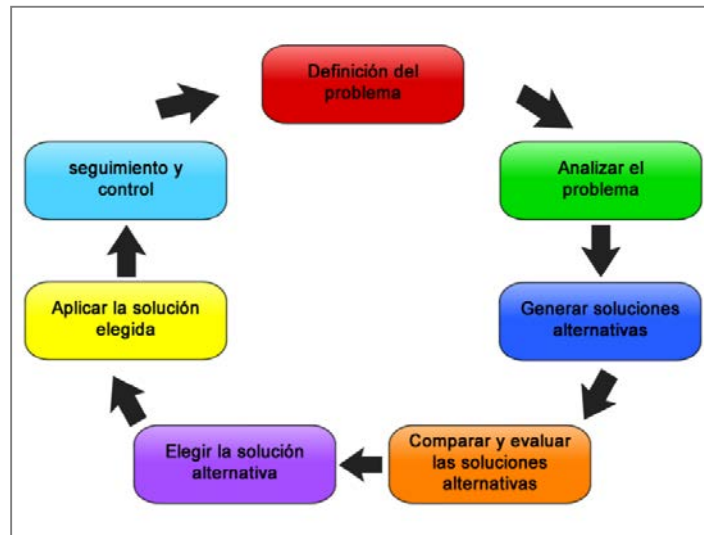 Definición del
problema
Analizar el
problema
Generar soluciones
alternativas
Comparar y evaluar
las soluciones
alternativas
Elegir la solución
alternativa
Aplicar la solución
elegida
seguimiento y
control